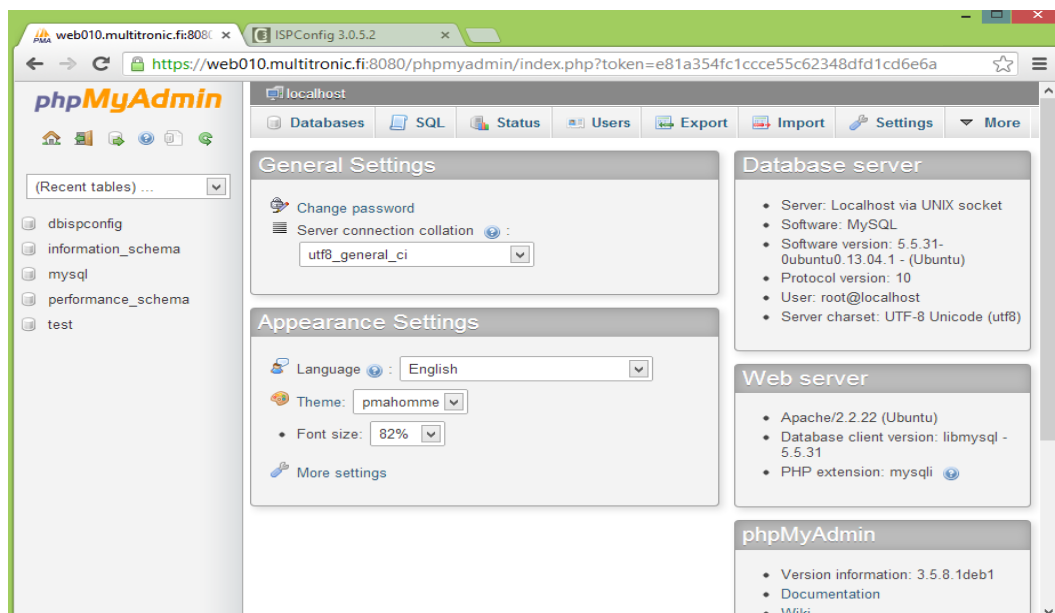 web010.multitronic.fi:8080
ISPConfig 3.0.5.2
https://web010.multitronic.fi:8080/phpmyadmin/index.php?token=e81a354fc1ccce55c62348dfd1cd6e6a
phpMyAdmin
(Recent tables) ...
dbispconfig
information_schema
mysql
performance_schema
test
localhost
Databases SQL Status Users Export Import Settings More
General Settings
Change password
Server connection collation :
utf8_general_ci
Appearance Settings
Language : English
Theme: pmahomme
Font size: 82%
More settings
Database server
Server: Localhost via UNIX socket
Software: MySQL
Software version: 5.5.31-
0ubuntu0.13.04.1 - (Ubuntu)
Protocol version: 10
User: root@localhost
Server charset: UTF-8 Unicode (utf8)
Web server
Apache/2.2.22 (Ubuntu)
Database client version: libmysql -
5.5.31
PHP extension: mysqli
phpMyAdmin
Version information: 3.5.8.1deb1
Documentation
Wiki